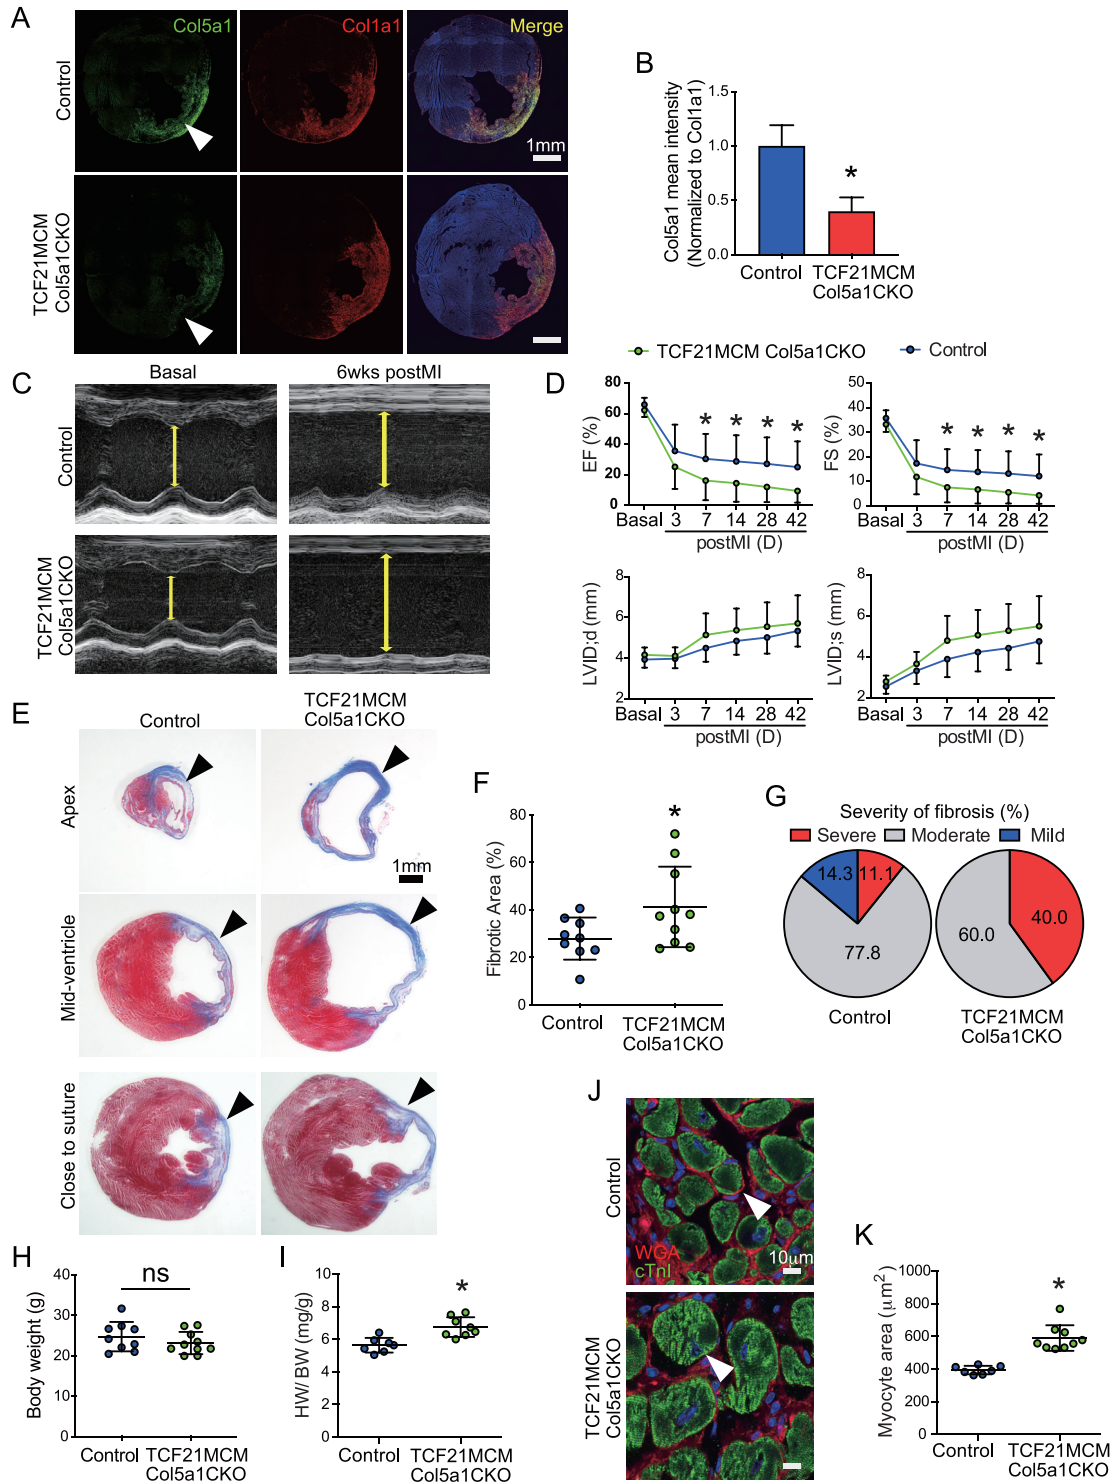 A
Col5a1
Col1a1
Merge
Control
1mm
TCF21MCM
Col5a1CKO
B
Col5a1 mean intensity
(Normalized to Col1a1)
1.5
1.0
0.5
0.0
*
Control
TCF21MCM
Col5a1CKO
C
Basal
6wks postMI
Control
TCF21MCM
Col5a1CKO
D
TCF21MCM Col5a1CKO
Control
EF (%)
80
60
40
20
0
* * * *
Basal 3 7 14 28 42
postMI (D)
FS (%)
50
40
30
20
10
0
* * * *
Basal 3 7 14 28 42
postMI (D)
LVID;d (mm)
8
6
4
2
Basal 3 7 14 28 42
postMI (D)
LVID;s (mm)
8
6
4
2
Basal 3 7 14 28 42
postMI (D)
E
Control
TCF21MCM
Col5a1CKO
Apex
1mm
Mid-ventricle
Close to suture
F
Fibrotic Area (%)
80
60
40
20
0
*
Control
TCF21MCM
Col5a1CKO
G
Severity of fibrosis (%)
Severe Moderate Mild
14.3
11.1
77.8
Control
60.0
40.0
TCF21MCM
Col5a1CKO
H
Body weight (g)
40
30
20
10
0
ns
Control
TCF21MCM
Col5a1CKO
I
HW/ BW (mg/g)
10
8
6
4
2
0
*
Control
TCF21MCM
Col5a1CKO
J
Control
WGA
cTnI
10μm
TCF21MCM
Col5a1CKO
K
Myocyte area (μm2)
1000
800
600
400
200
0
*
Control
TCF21MCM
Col5a1CKO